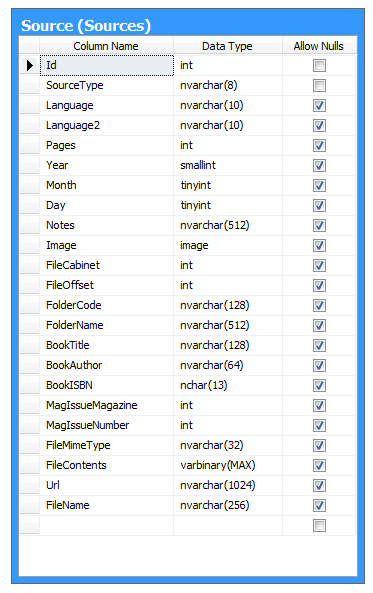 Source (Sources)
Column Name Data Type Allow Nulls
Id int
SourceType nvarchar(8)
Language nvarchar(10)
Language2 nvarchar(10)
Pages int
Year smallint
Month tinyint
Day tinyint
Notes nvarchar(512)
Image image
FileCabinet int
FileOffset int
FolderCode nvarchar(128)
FolderName nvarchar(512)
BookTitle nvarchar(128)
BookAuthor nvarchar(64)
BookISBN nchar(13)
MagIssueMagazine int
MagIssueNumber int
FileMimeType nvarchar(32)
FileContents varbinary(MAX)
Url nvarchar(1024)
FileName nvarchar(256)